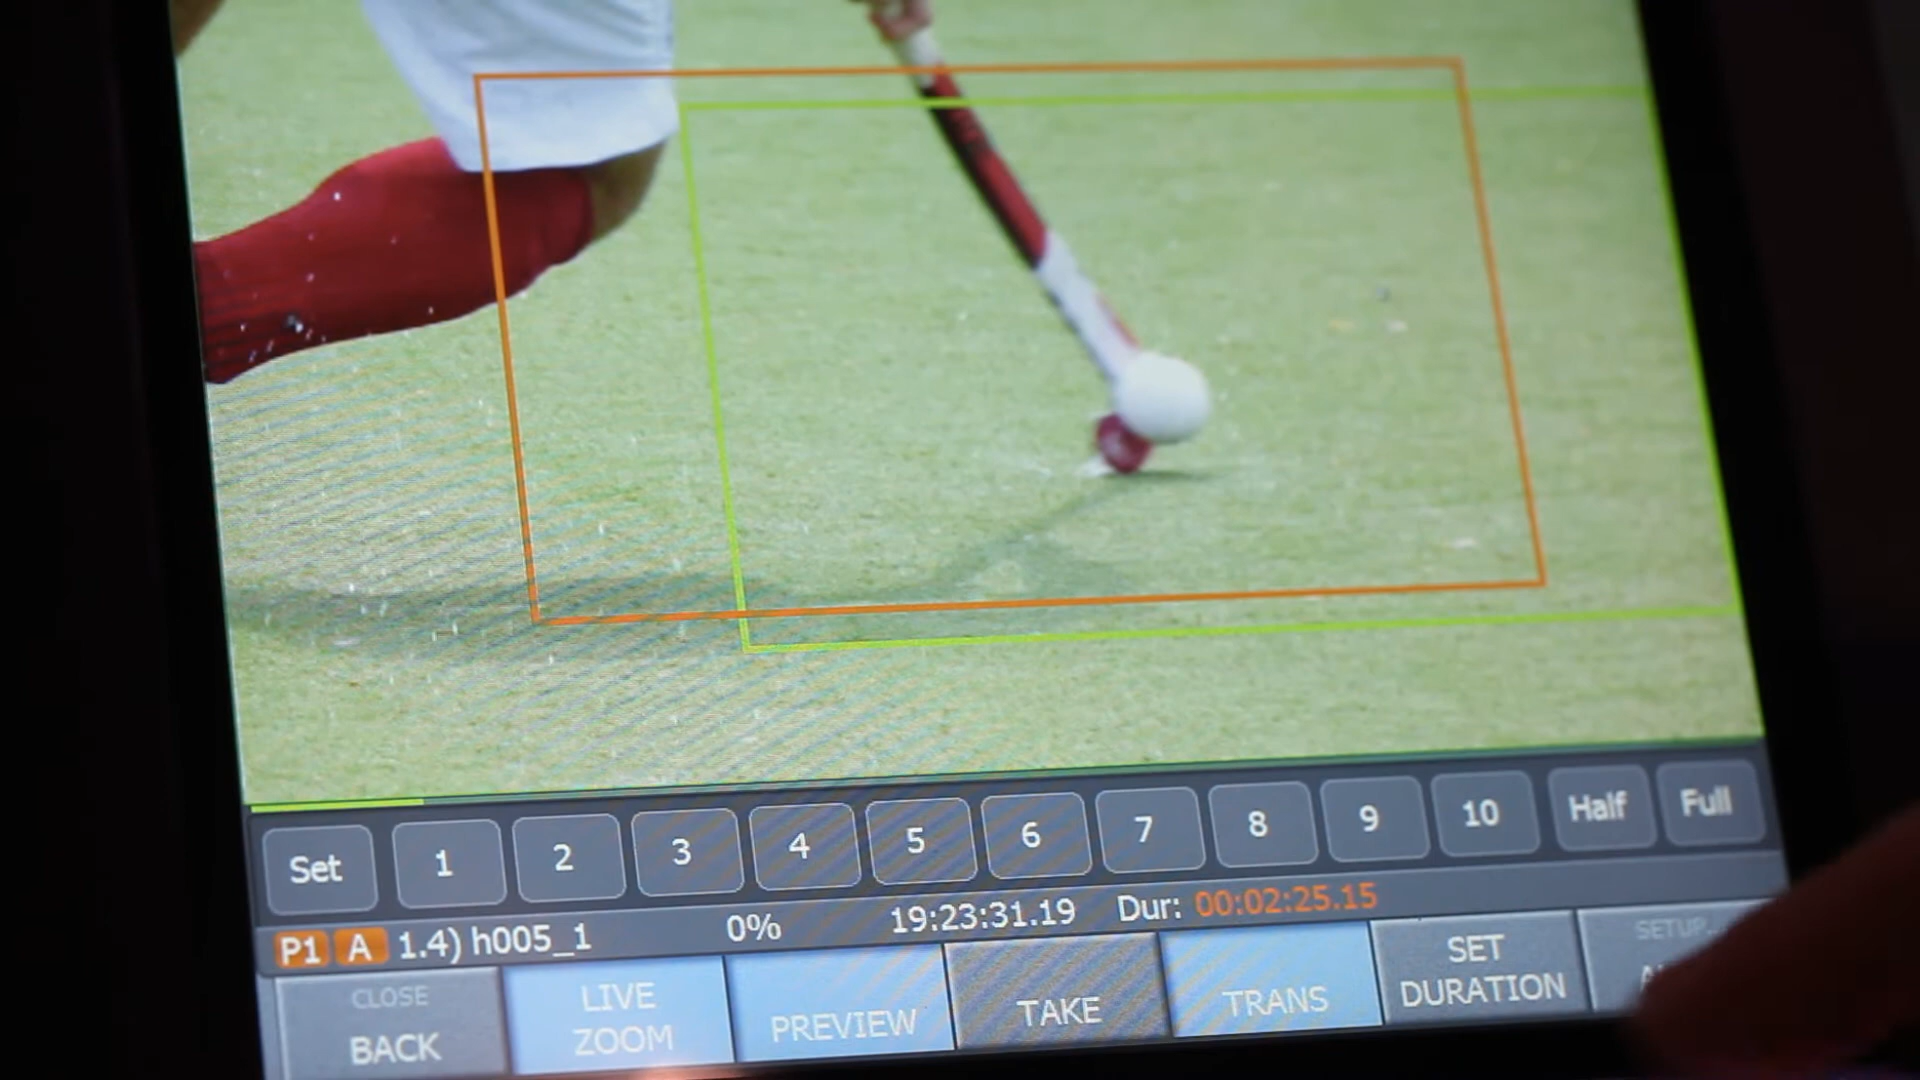 Set 1 2 3 4 5 6 7 8 9 10 Half Full
P1 A 1.4) h005_1 0% 19:23:31.19 Dur: 00:02:25.15
CLOSE
BACK
LIVE
ZOOM
PREVIEW
TAKE
TRANS
SET
DURATION
SETUP..